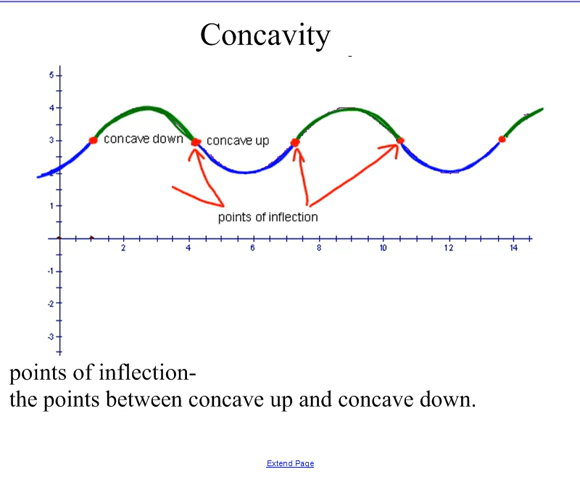 Concavity
5
4
concave down concave up
3
1
points of inflection
2 4 6 8 10 12 14
-1
-2
-3
points of inflection-
the points between concave up and concave down.
Extend Page